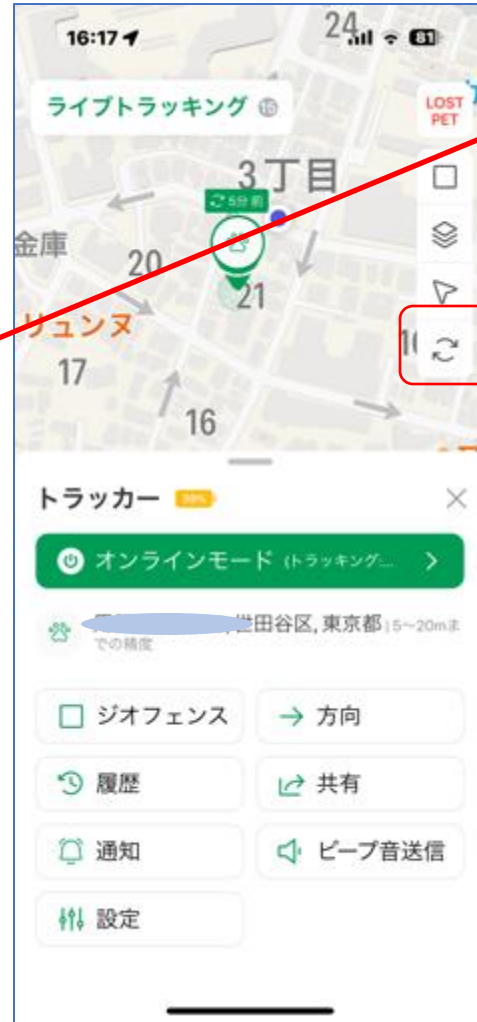 16:17
24
81
ライブトラッキング
LOST
PET
3丁目
5分前
金庫
20
21
リュンヌ
17
16
トラッカー
オンラインモード (トラッキング...
世田谷区, 東京都 | 5~20mま
での精度
ジオフェンス
方向
履歴
共有
通知
ビープ音送信
設定